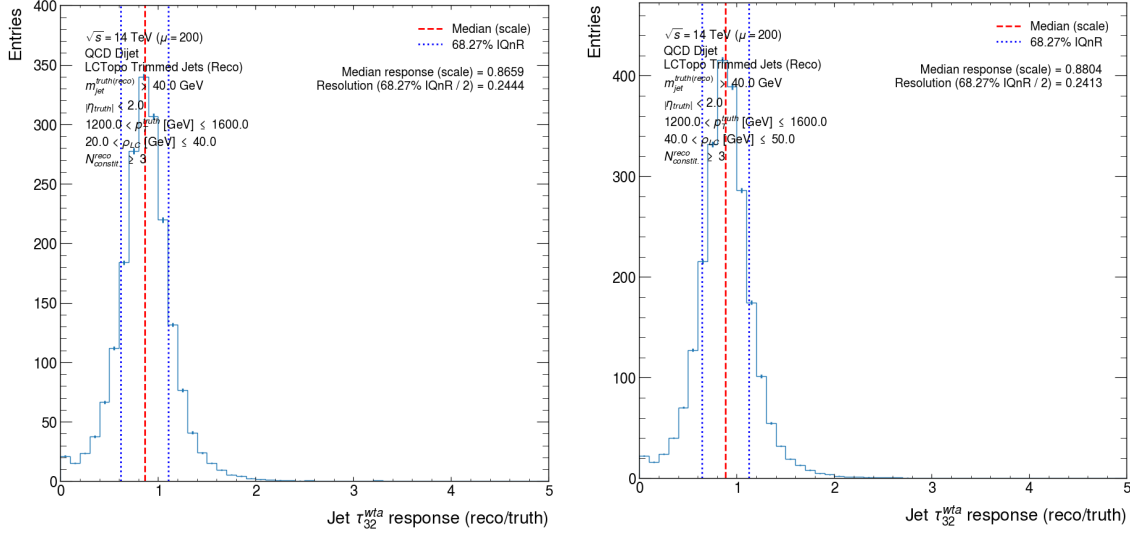 Entries
400
350
300
250
200
150
100
50
0
0
1
2
3
4
5
√s = 14 TeV (μ = 200)
QCD Dijet
LCTopo Trimmed Jets (Reco)
m_jet^truth(reco) > 40.0 GeV
|η_truth| < 2.0
1200.0 < p^truth [GeV] ≤ 1600.0
20.0 < ρ_LC [GeV] ≤ 40.0
N_constit.^reco ≥ 3
Median (scale)
68.27% IQnR
Median response (scale) = 0.8659
Resolution (68.27% IQnR / 2) = 0.2444
Jet τ_32^wta response (reco/truth)
Entries
400
300
200
100
0
0
1
2
3
4
5
√s = 14 TeV (μ = 200)
QCD Dijet
LCTopo Trimmed Jets (Reco)
m_jet^truth(reco) > 40.0 GeV
|η_truth| < 2.0
1200.0 < p^truth [GeV] ≤ 1600.0
40.0 < ρ_LC [GeV] ≤ 50.0
N_constit.^reco ≥ 3
Median (scale)
68.27% IQnR
Median response (scale) = 0.8804
Resolution (68.27% IQnR / 2) = 0.2413
Jet τ_32^wta response (reco/truth)